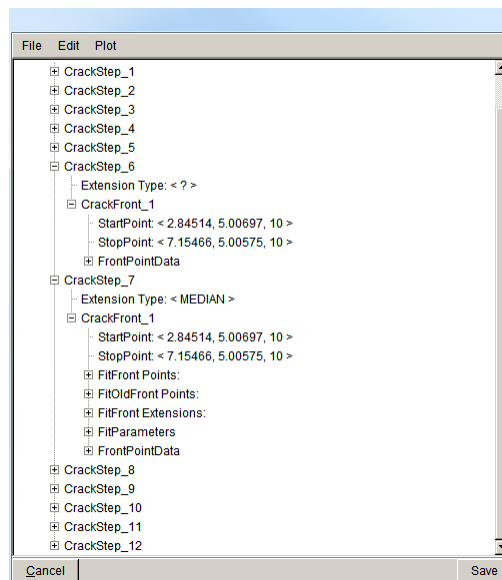 File Edit Plot
CrackStep_1
CrackStep_2
CrackStep_3
CrackStep_4
CrackStep_5
CrackStep_6
Extension Type: < ? >
CrackFront_1
StartPoint: < 2.84514, 5.00697, 10 >
StopPoint: < 7.15466, 5.00575, 10 >
FrontPointData
CrackStep_7
Extension Type: < MEDIAN >
CrackFront_1
StartPoint: < 2.84514, 5.00697, 10 >
StopPoint: < 7.15466, 5.00575, 10 >
FitFront Points:
FitOldFront Points:
FitFront Extensions:
FitParameters
FrontPointData
CrackStep_8
CrackStep_9
CrackStep_10
CrackStep_11
CrackStep_12
Cancel Save